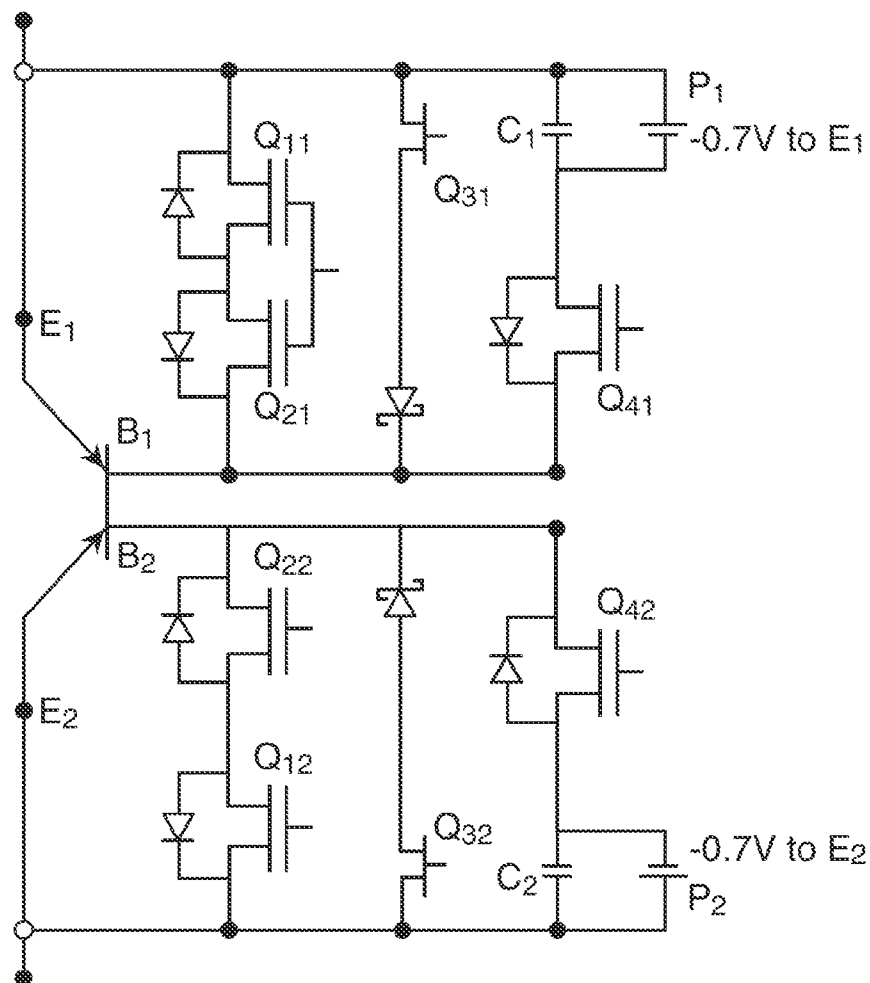 P₁
Q₁₁
C₁
-0.7V to E₁
Q₃₁
E₁
Q₂₁
Q₄₁
B₁
B₂
Q₂₂
Q₄₂
E₂
Q₁₂
Q₃₂
-0.7V to E₂
C₂
P₂